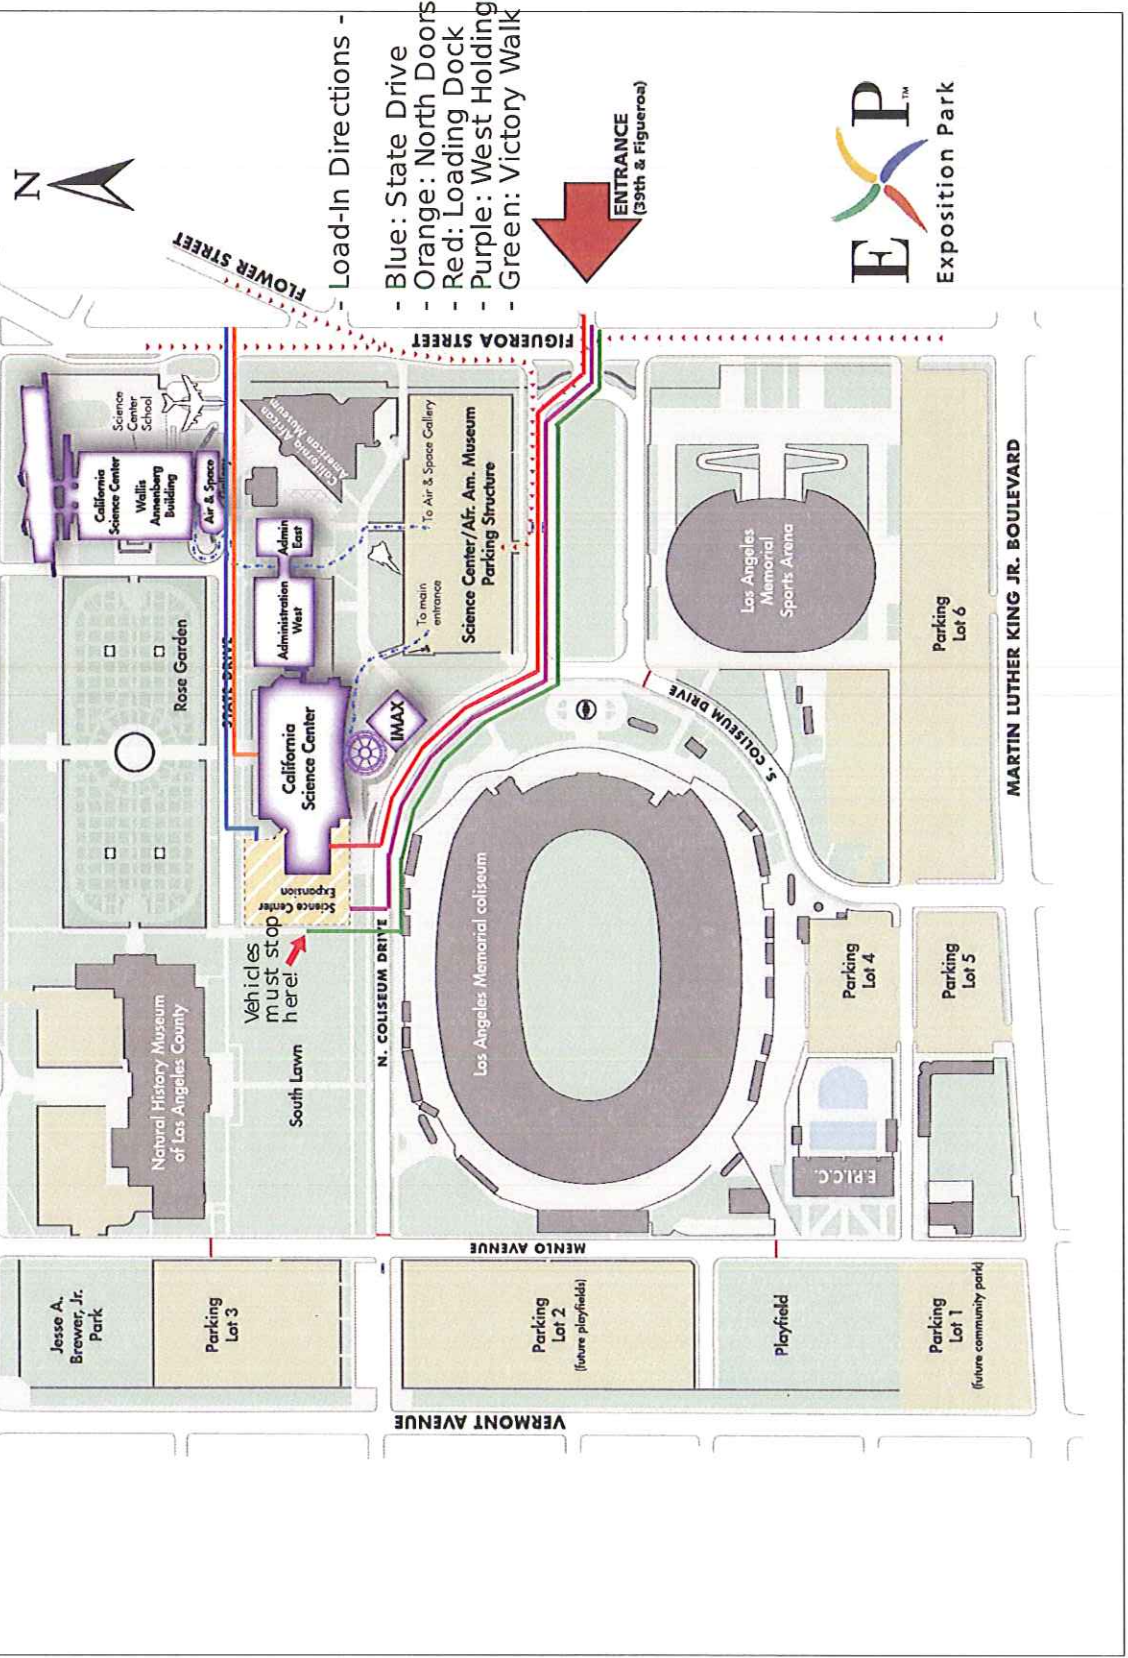 N
FLOWER STREET
- Load-In Directions -
- Blue: State Drive
- Orange: North Doors
- Red: Loading Dock
- Purple: West Holding
- Green: Victory Walk
ENTRANCE
(39th & Figueroa)
E P™
Exposition Park
FIGUEROA STREET
Science
Center
School
California
Science Center
Wallis
Annenberg
Building
Air & Space
California African
American Museum
Admin
East
Administration
West
To Air & Space Gallery
To main
entrance
Science Center/Afr. Am. Museum
Parking Structure
Rose Garden
STATE DRIVE
California
Science Center
IMAX
Science Center
Expansion
Vehicles
must stop
here!
N. COLISEUM DRIVE
S. COLISEUM DRIVE
Los Angeles
Memorial
Sports Arena
Parking
Lot 6
MARTIN LUTHER KING JR. BOULEVARD
Los Angeles Memorial coliseum
Natural History Museum
of Los Angeles County
South Lawn
Parking
Lot 4
Parking
Lot 5
E.P.I.C.C.
MENLO AVENUE
Jesse A.
Brewer, Jr.
Park
Parking
Lot 3
Parking
Lot 2
(future playfields)
Playfield
Parking
Lot 1
(future community park)
VERMONT AVENUE